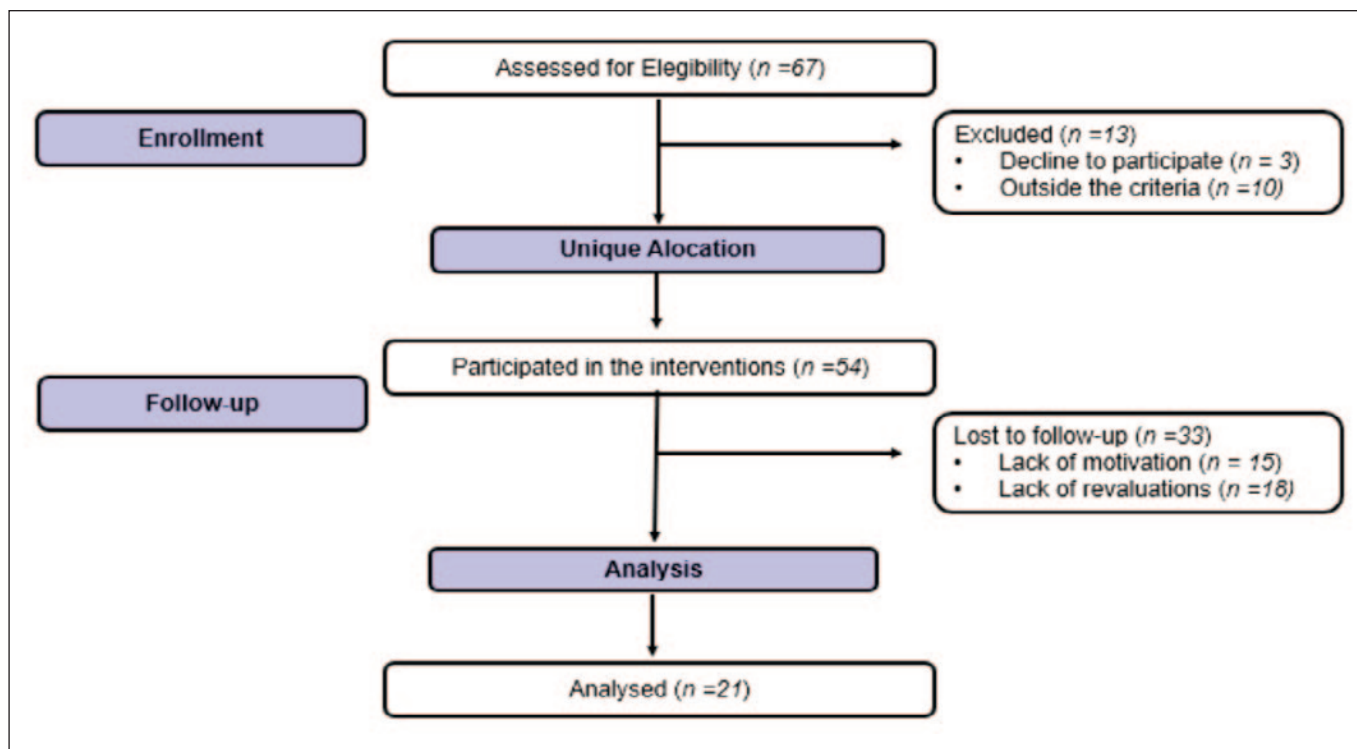 Assessed for Elegibility (n =67)
Enrollment
Excluded (n =13)
• Decline to participate (n = 3)
• Outside the criteria (n =10)
Unique Alocation
Participated in the interventions (n =54)
Follow-up
Lost to follow-up (n =33)
• Lack of motivation (n = 15)
• Lack of revaluations (n =18)
Analysis
Analysed (n =21)